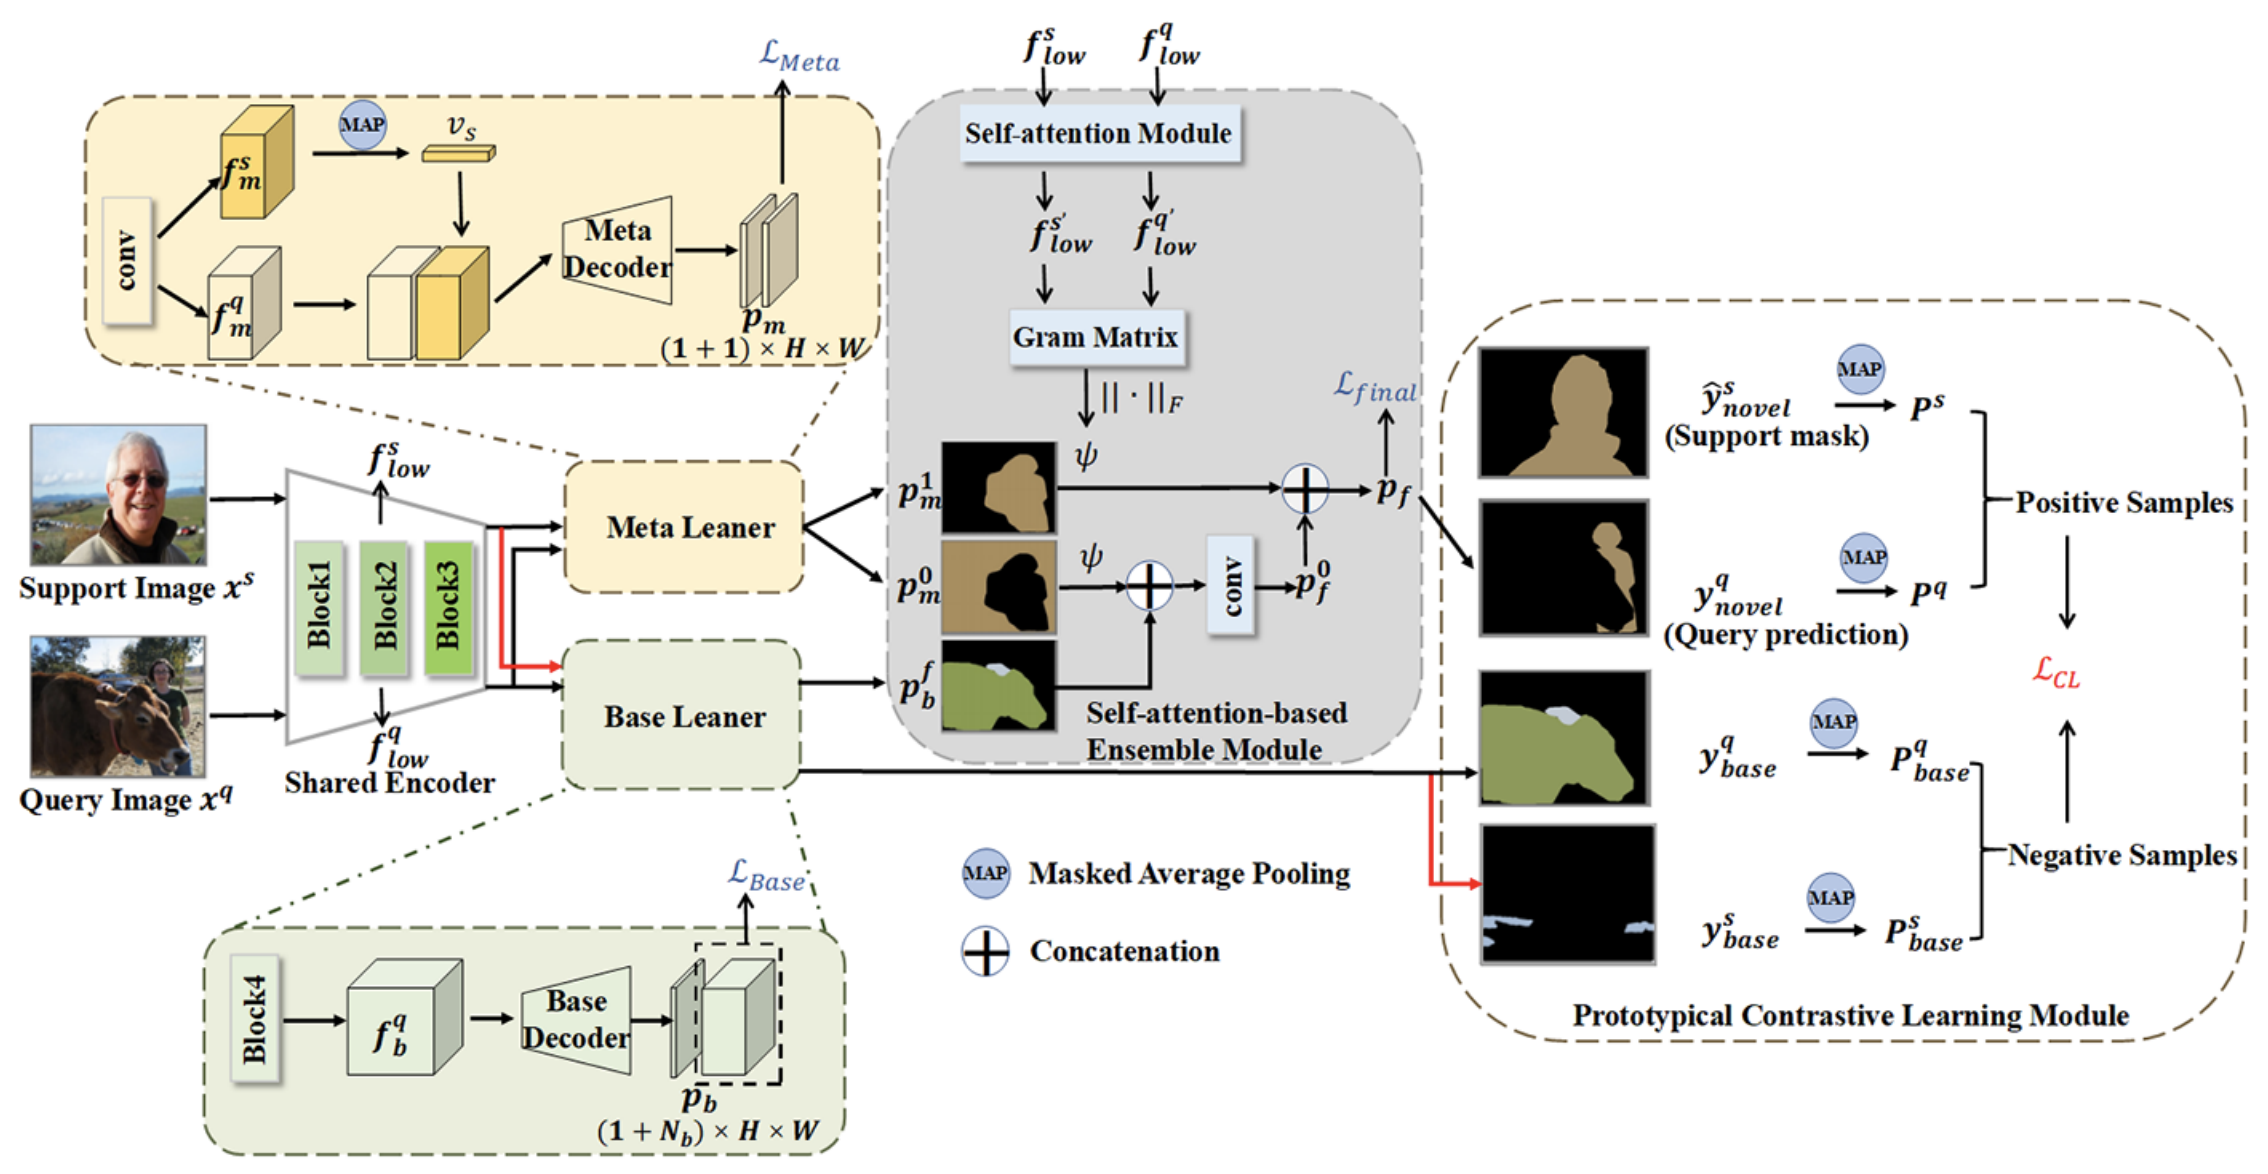 $\mathcal{L}_{Meta}$
MAP
$v_s$
$f_m^s$
conv
$f_m^q$
Meta
Decoder
$p_m$
$(1+1) \times H \times W$
$f_{low}^s$ $f_{low}^q$
Self-attention Module
$f_{low}^{s'}$ $f_{low}^{q'}$
Gram Matrix
$||\cdot||_F$
$\mathcal{L}_{final}$
$\psi$
$p_m^1$
$p_f$
$\psi$
$p_m^0$
conv
$p_f^0$
$p_b^f$
Self-attention-based
Ensemble Module
Support Image $x^s$
Query Image $x^q$
$f_{low}^s$
Block1
Block2
Block3
$f_{low}^q$
Shared Encoder
Meta Leaner
Base Leaner
$\mathcal{L}_{Base}$
Block4
$f_b^q$
Base
Decoder
$p_b$
$(1+N_b) \times H \times W$
MAP Masked Average Pooling
Concatenation
$\hat{y}_{novel}^s$ MAP $P^s$
(Support mask)
Positive Samples
$y_{novel}^q$ MAP $P^q$
(Query prediction)
$\mathcal{L}_{CL}$
$y_{base}^q$ MAP $P_{base}^q$
Negative Samples
$y_{base}^s$ MAP $P_{base}^s$
Prototypical Contrastive Learning Module